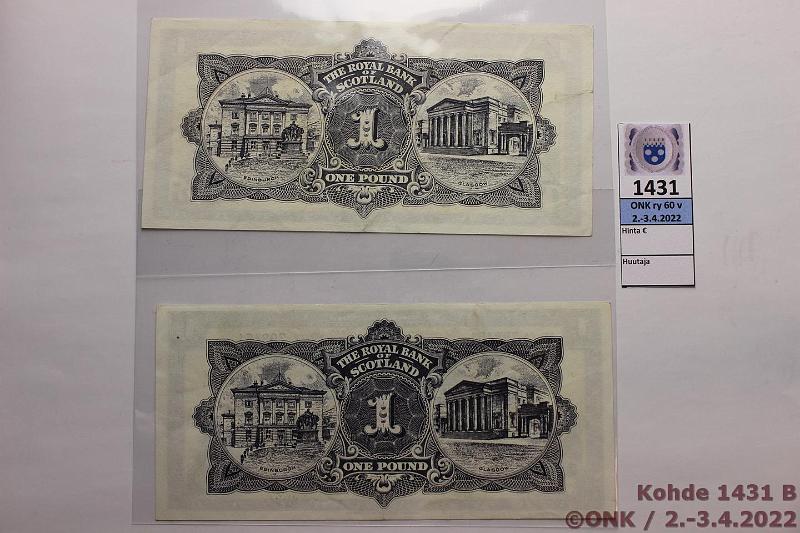 THE ROYAL BANK
OF
SCOTLAND
1
EDINBURGH
GLASGOW
ONE POUND
1431
ONK ry 60 v
2.-3.4.2022
Hinta €
Huutaja
THE ROYAL BANK
OF
SCOTLAND
1
EDINBURGH
GLASGOW
ONE POUND
Kohde 1431 B
©ONK / 2.-3.4.2022